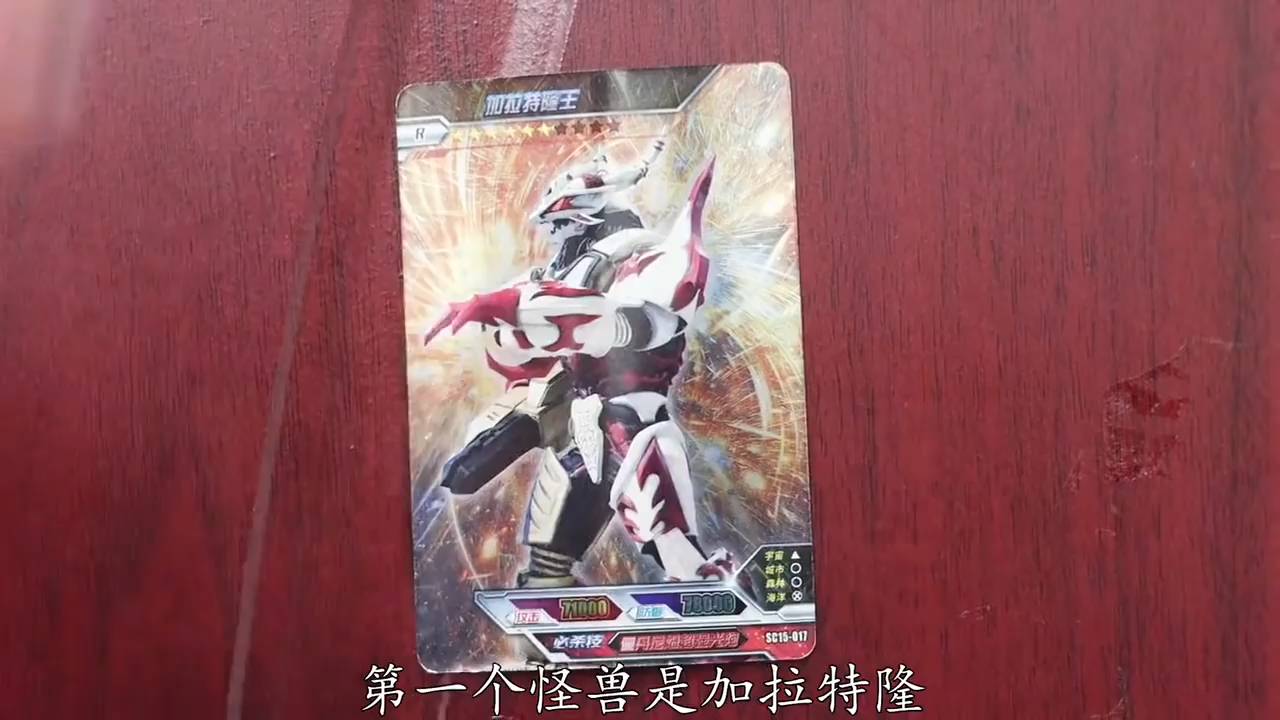 加拉特隆王
R
宇宙 ▲
城市 ○
森林 ○
海洋 ⊗
攻击 71000 防御 78000
必杀技
SC15-017
第一个怪兽是加拉特隆